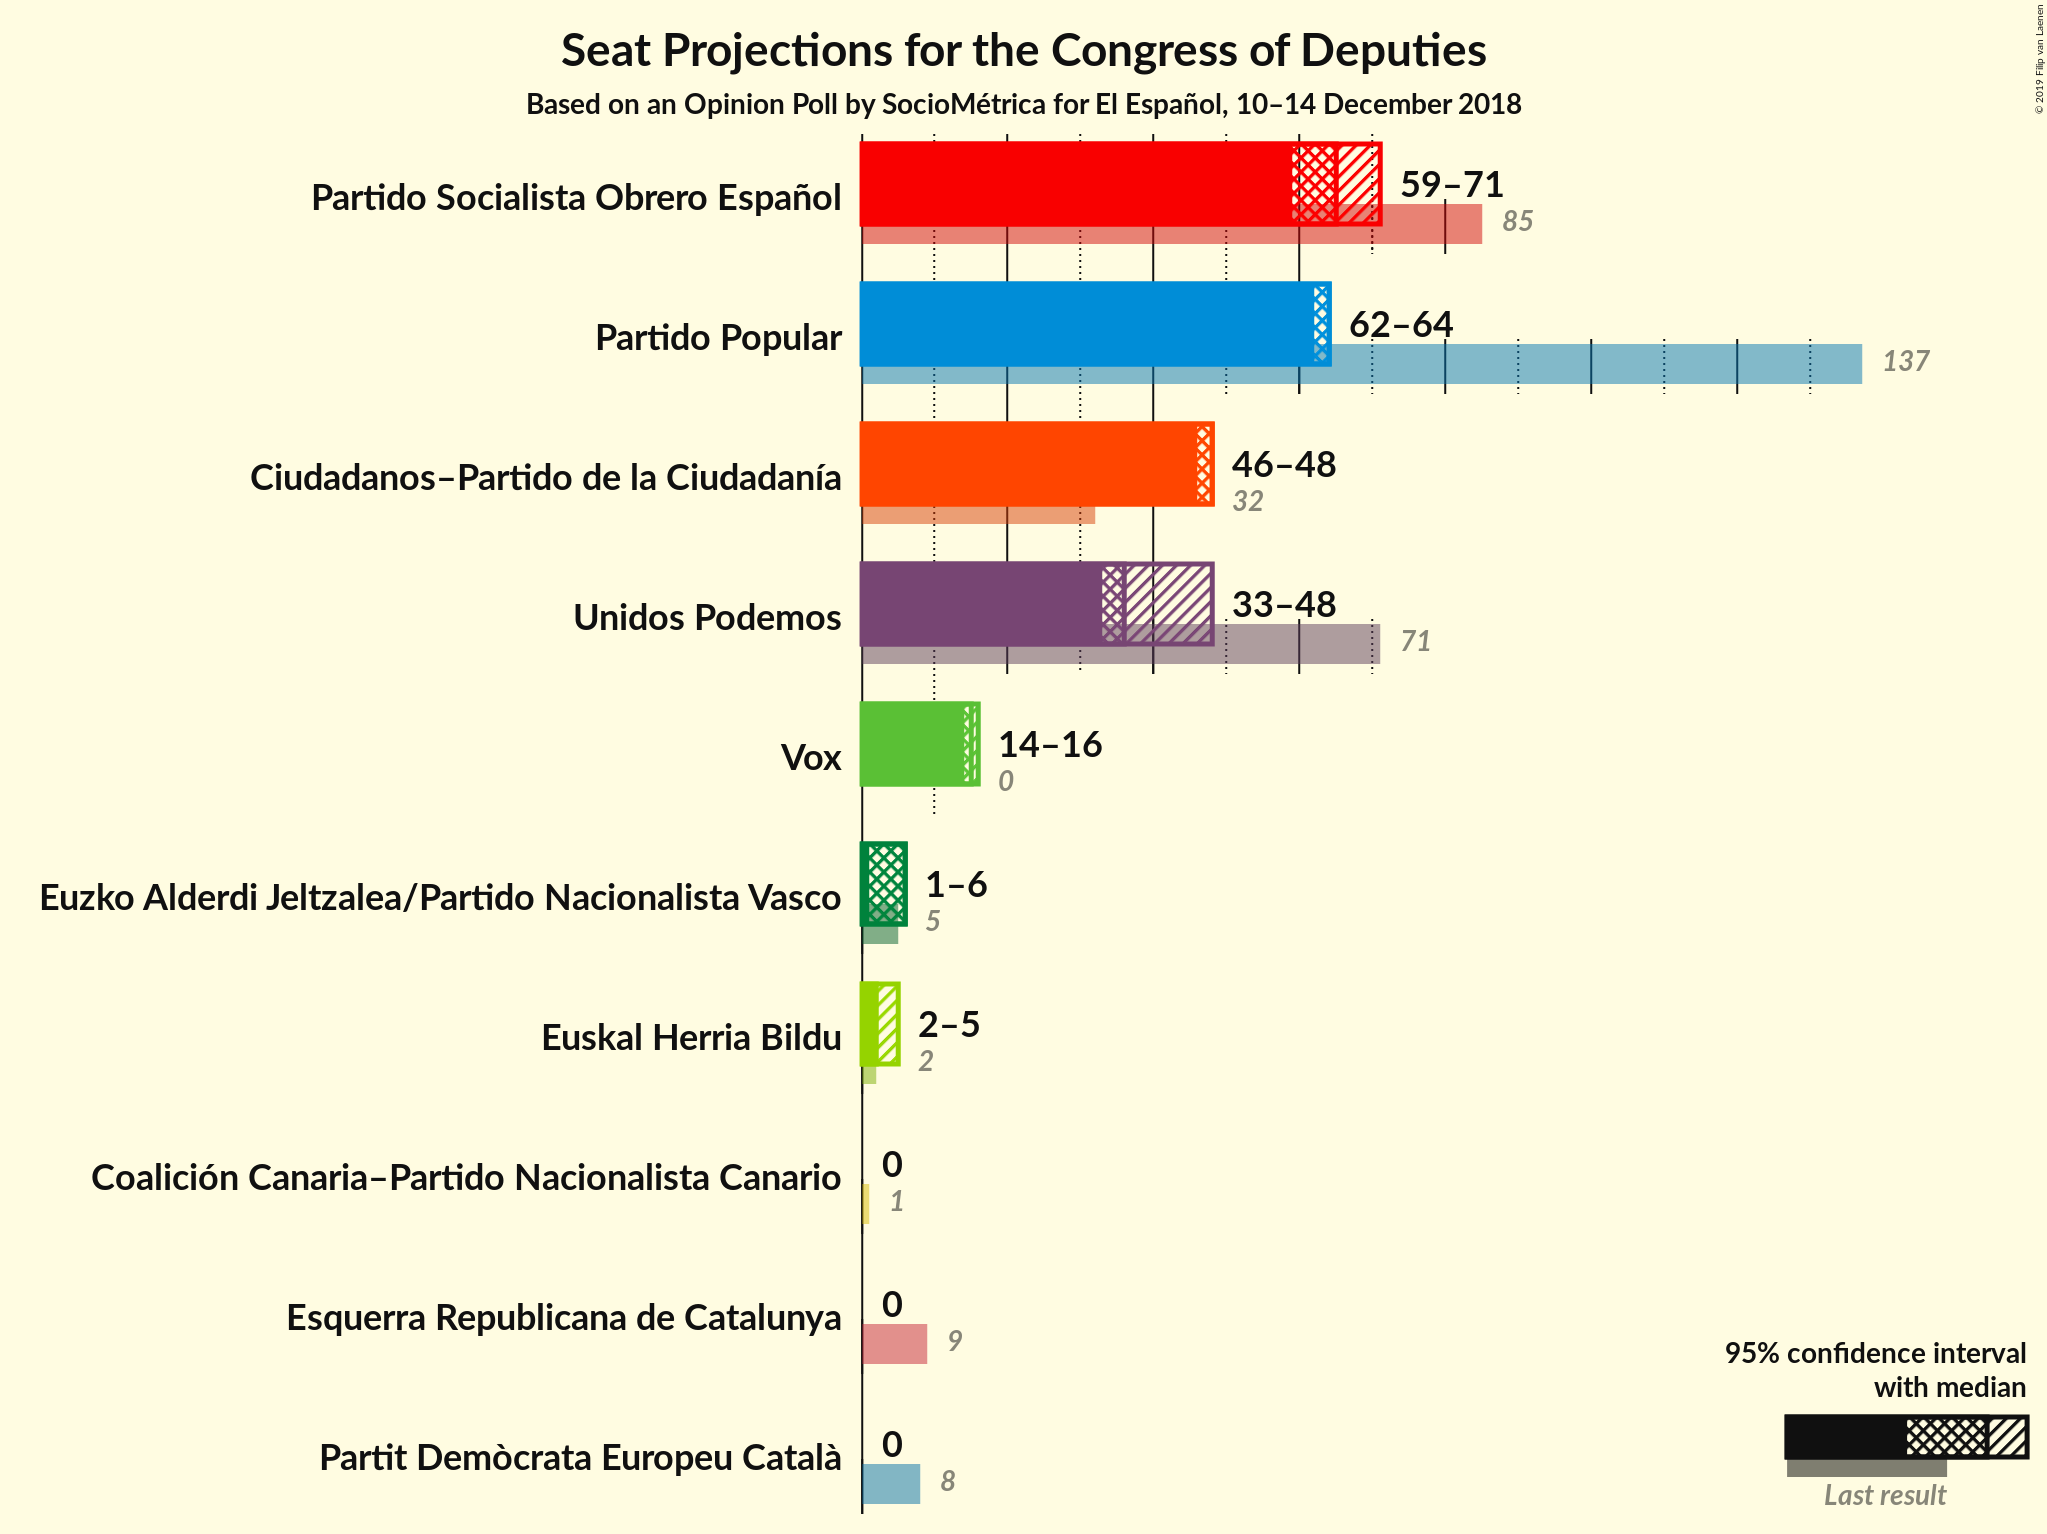 Seat Projections for the Congress of Deputies
Based on an Opinion Poll by SocioMétrica for El Español, 10–14 December 2018
© 2019 Filip van Laenen
Partido Socialista Obrero Español
59–71
85
Partido Popular
62–64
137
Ciudadanos–Partido de la Ciudadanía
46–48
32
Unidos Podemos
33–48
71
Vox
14–16
0
Euzko Alderdi Jeltzalea/Partido Nacionalista Vasco
1–6
5
Euskal Herria Bildu
2–5
2
Coalición Canaria–Partido Nacionalista Canario
0
1
Esquerra Republicana de Catalunya
0
9
Partit Demòcrata Europeu Català
0
8
95% confidence interval
with median
Last result